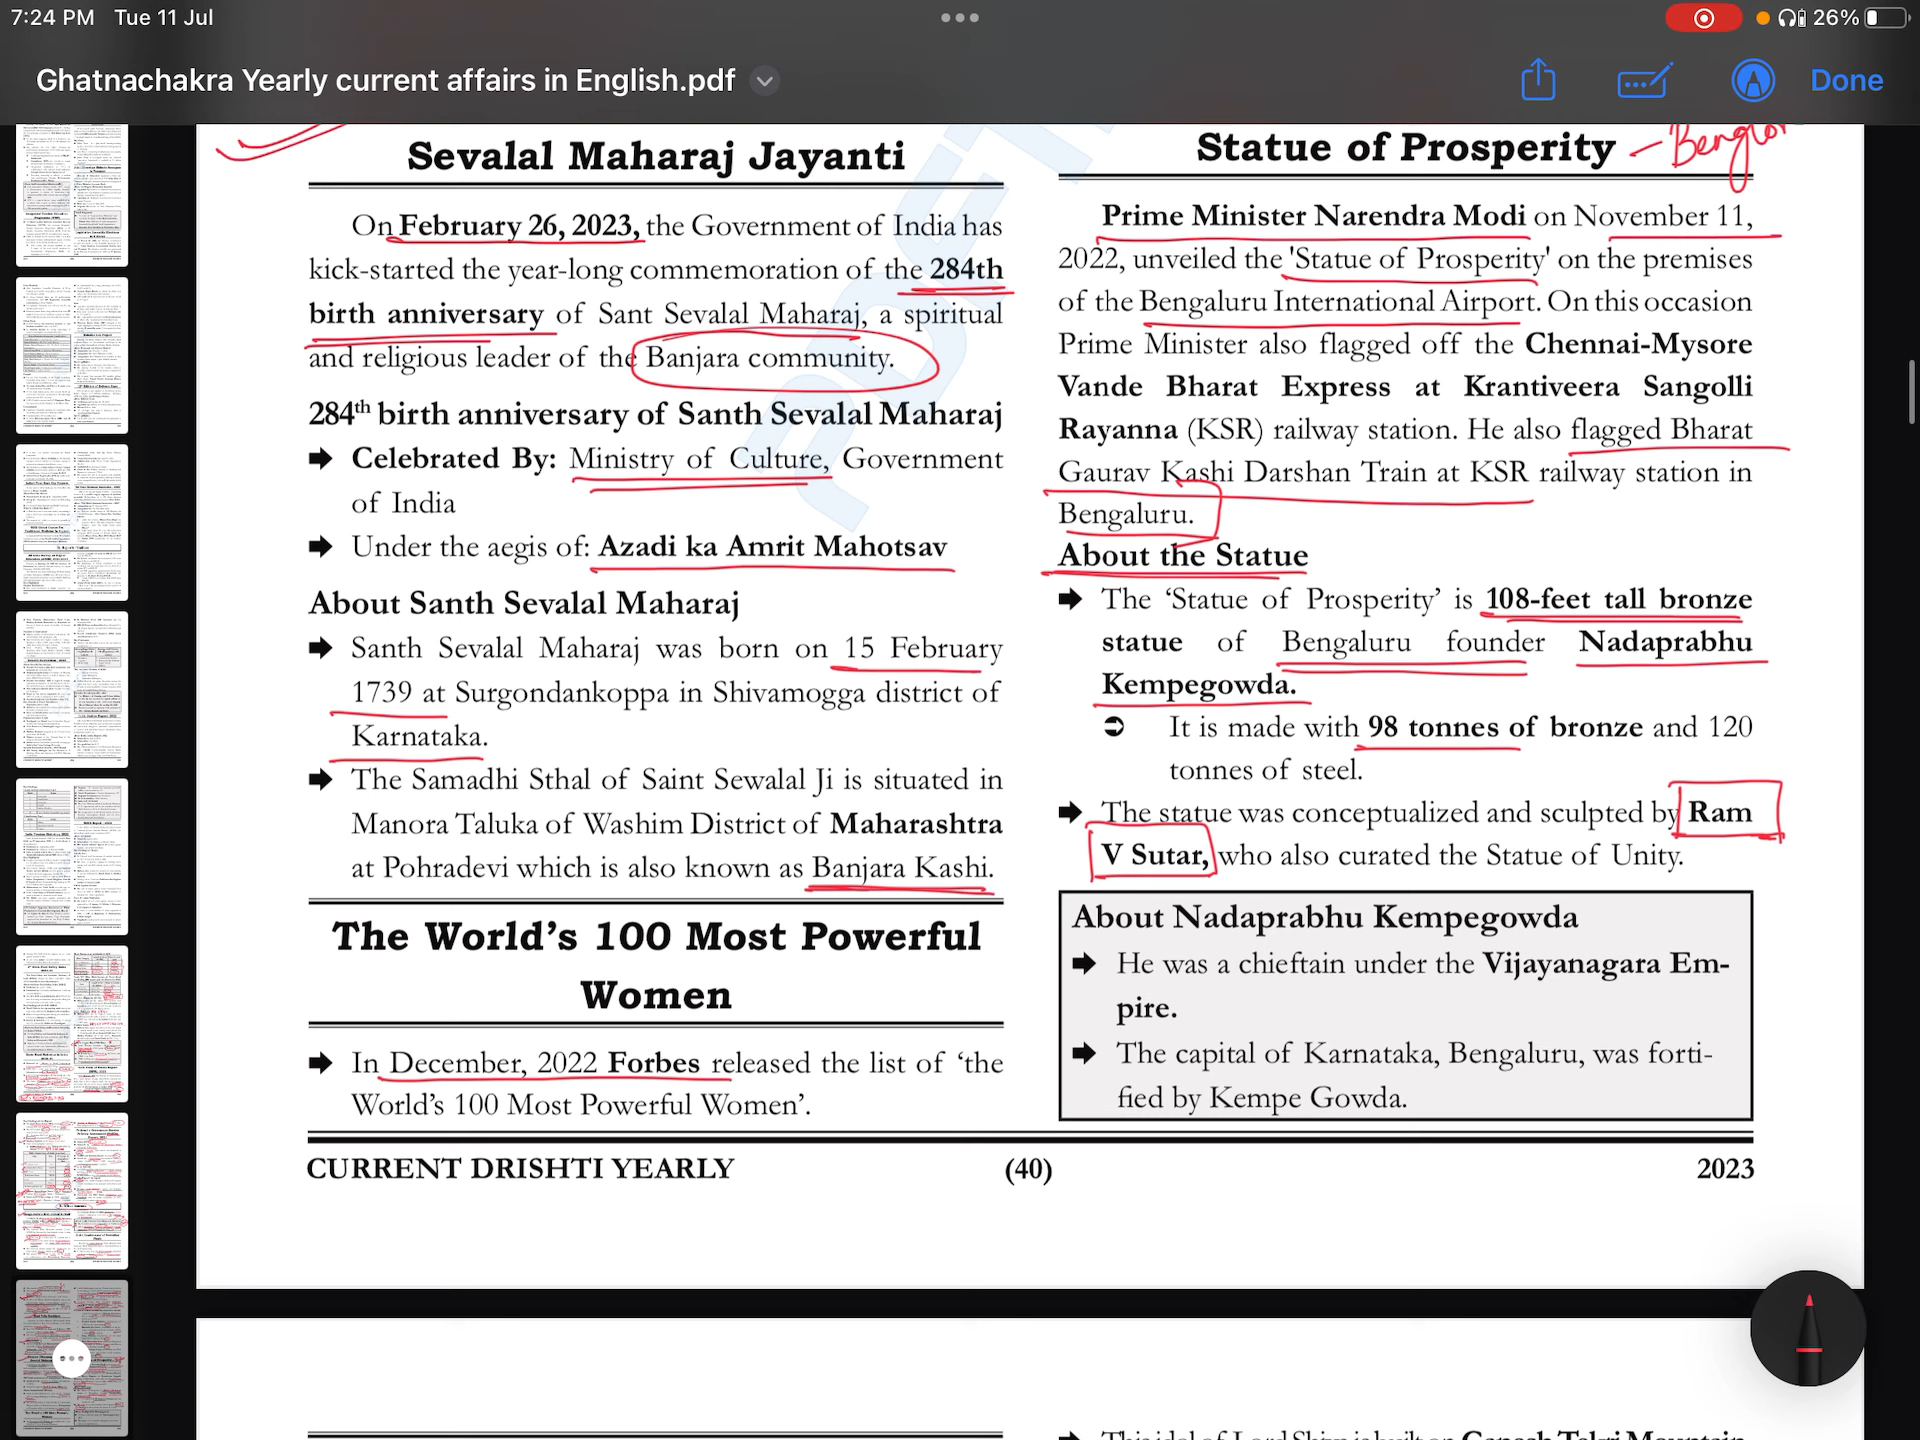 7:24 PM Tue 11 Jul
26%
Ghatnachakra Yearly current affairs in English.pdf
Done
Sevalal Maharaj Jayanti
On February 26, 2023, the Government of India has
kick-started the year-long commemoration of the 284th
birth anniversary of Sant Sevalal Maharaj, a spiritual
and religious leader of the Banjara community.
284th birth anniversary of Santh Sevalal Maharaj
Celebrated By: Ministry of Culture, Government
of India
Under the aegis of: Azadi ka Amrit Mahotsav
About Santh Sevalal Maharaj
Santh Sevalal Maharaj was born on 15 February
1739 at Surgondankoppa in Shivamogga district of
Karnataka.
The Samadhi Sthal of Saint Sewalal Ji is situated in
Manora Taluka of Washim District of Maharashtra
at Pohradevi which is also known as Banjara Kashi.
The World's 100 Most Powerful
Women
In December, 2022 Forbes released the list of 'the
World's 100 Most Powerful Women'.
Statue of Prosperity
Prime Minister Narendra Modi on November 11,
2022, unveiled the 'Statue of Prosperity' on the premises
of the Bengaluru International Airport. On this occasion
Prime Minister also flagged off the Chennai-Mysore
Vande Bharat Express at Krantiveera Sangolli
Rayanna (KSR) railway station. He also flagged Bharat
Gaurav Kashi Darshan Train at KSR railway station in
Bengaluru.
About the Statue
The 'Statue of Prosperity' is 108-feet tall bronze
statue of Bengaluru founder Nadaprabhu
Kempegowda.
It is made with 98 tonnes of bronze and 120
tonnes of steel.
The statue was conceptualized and sculpted by Ram
V Sutar, who also curated the Statue of Unity.
About Nadaprabhu Kempegowda
He was a chieftain under the Vijayanagara Em-
pire.
The capital of Karnataka, Bengaluru, was forti-
fied by Kempe Gowda.
CURRENT DRISHTI YEARLY (40) 2023